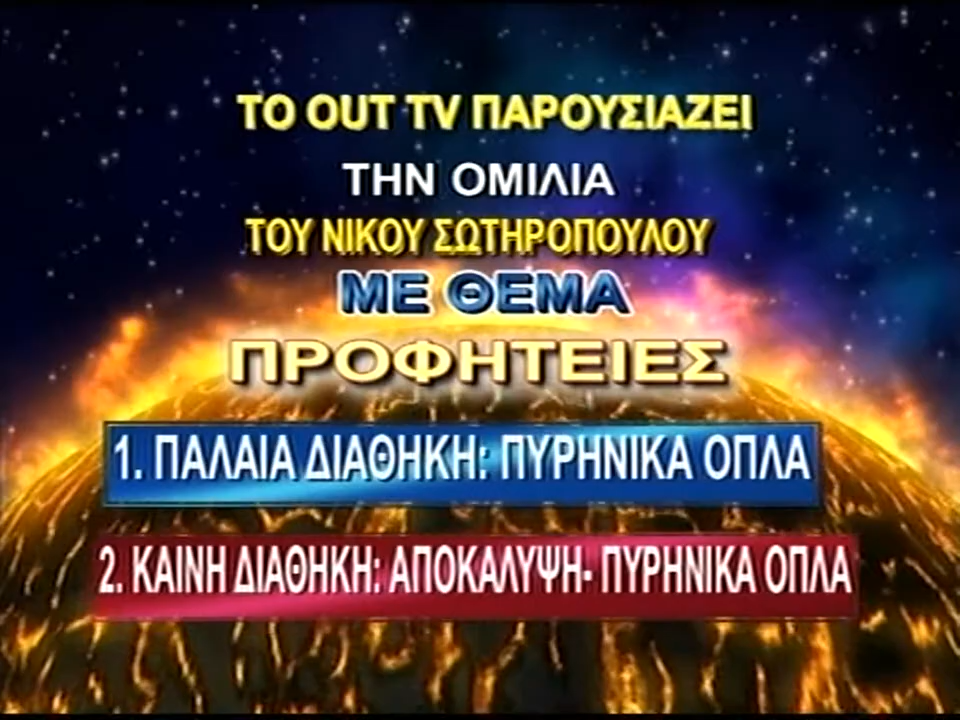 ΤΟ OUT TV ΠΑΡΟΥΣΙΑΖΕΙ
ΤΗΝ ΟΜΙΛΙΑ
ΤΟΥ ΝΙΚΟΥ ΣΩΤΗΡΟΠΟΥΛΟΥ
ΜΕ ΘΕΜΑ
ΠΡΟΦΗΤΕΙΕΣ
1. ΠΑΛΑΙΑ ΔΙΑΘΗΚΗ: ΠΥΡΗΝΙΚΑ ΟΠΛΑ
2. ΚΑΙΝΗ ΔΙΑΘΗΚΗ: ΑΠΟΚΑΛΥΨΗ- ΠΥΡΗΝΙΚΑ ΟΠΛΑ